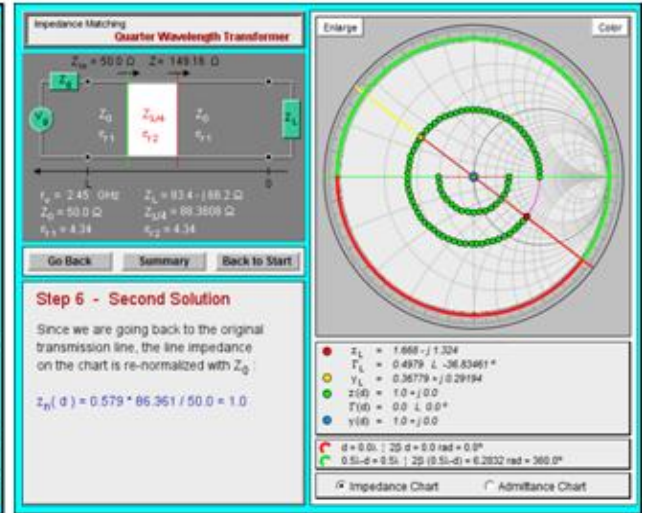 Impedance Matching
Quarter Wavelength Transformer
Z_in = 50.0 Ω Z = 149.16 Ω
Z_g
V_g
Z_0
Z_λ/4
Z_0
Z_L
ε_r1
ε_r2
ε_r1
L
0
= 2.45 GHz
Z_L = 83.4 - j 66.2 Ω
Z_0 = 50.0 Ω
ε_r1 = 4.34
ε_r2 = 4.34
Go Back
Summary
Back to Start
Step 6 - Second Solution
Since we are going back to the original
transmission line, the line impedance
on the chart is re-normalized with Z_0 :
z_n( d ) = 0.579 * 86.361 / 50.0 = 1.0
Enlarge
Color
z_L = 1.668 - j 1.324
Γ_L = 0.4979 ∟ -36.83461 °
y_L = 0.36779 + j 0.29194
z(d) = 1.0 + j 0.0
Γ(d) = 0.0 ∟ 0.0 °
y(d) = 1.0 + j 0.0
d = 0.0λ ¦ 2β d = 0.0 rad = 0.0°
0.5λ-d = 0.5λ ¦ 2β (0.5λ-d) = 6.2832 rad = 360.0°
Impedance Chart
Admittance Chart